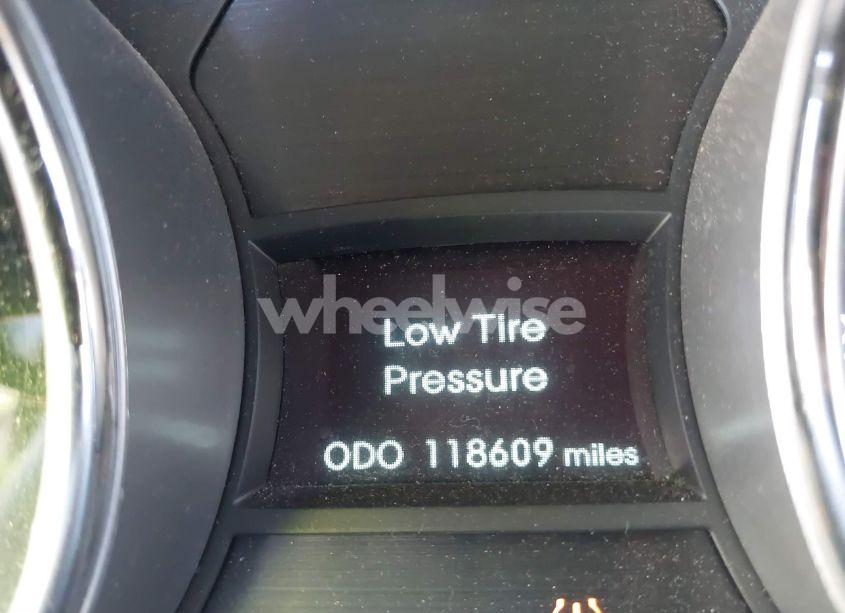 wheelwise
Low Tire
Pressure
ODO 118609 miles